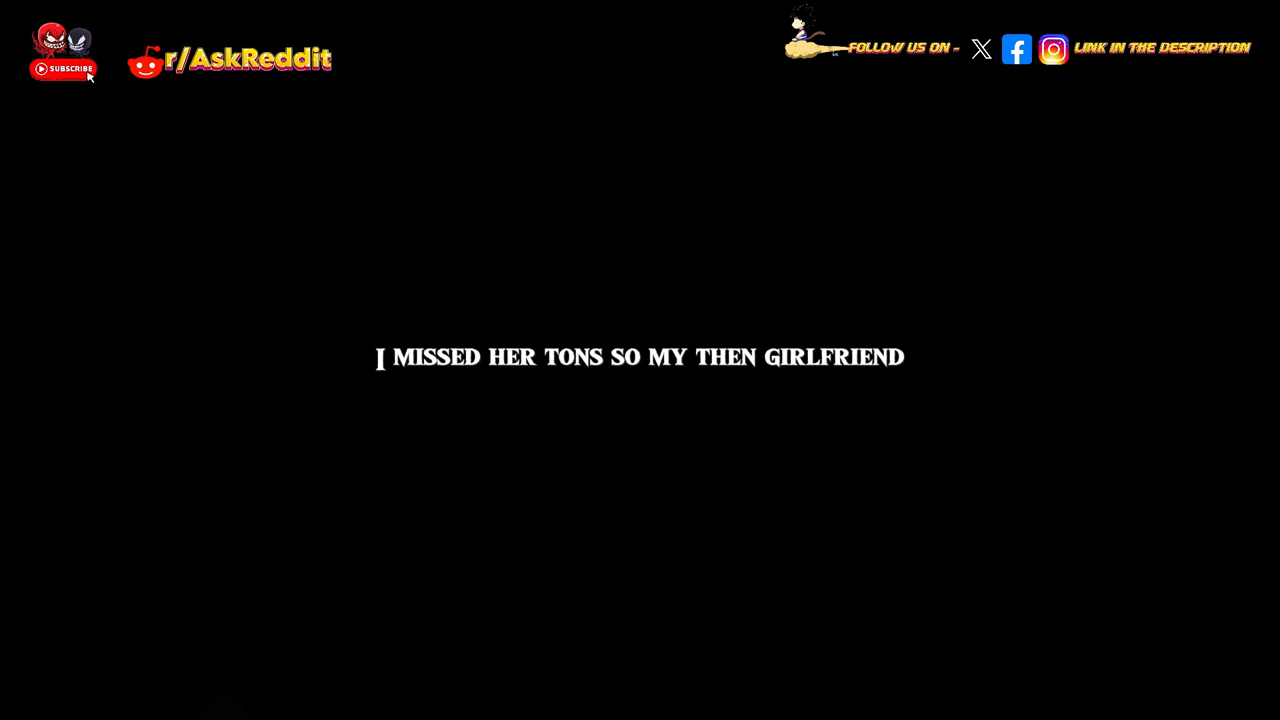 SUBSCRIBE
r/AskReddit
FOLLOW US ON -
LINK IN THE DESCRIPTION
I MISSED HER TONS SO MY THEN GIRLFRIEND